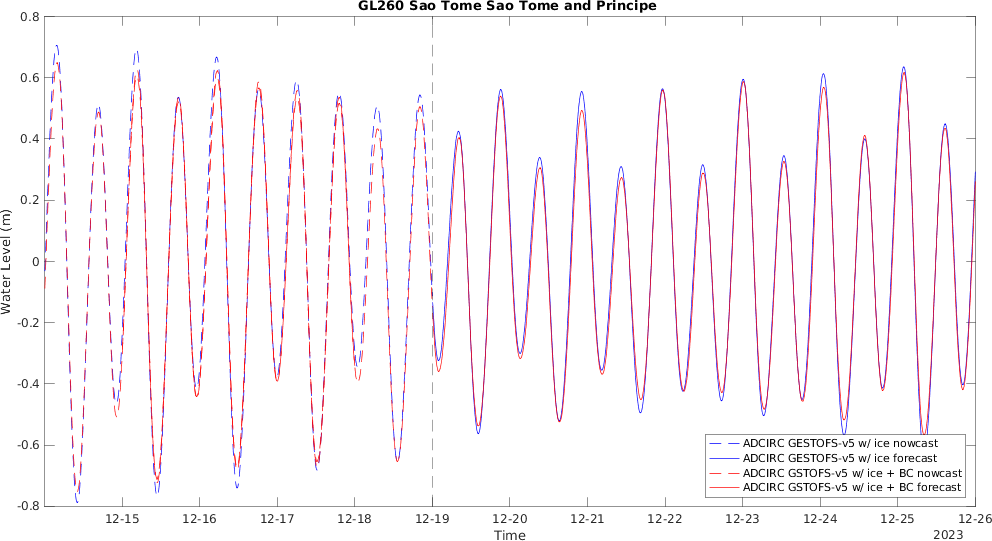 GL260 Sao Tome Sao Tome and Principe
Water Level (m)
0.8
0.6
0.4
0.2
0
-0.2
-0.4
-0.6
-0.8
ADCIRC GESTOFS-v5 w/ ice nowcast
ADCIRC GESTOFS-v5 w/ ice forecast
ADCIRC GSTOFS-v5 w/ ice + BC nowcast
ADCIRC GSTOFS-v5 w/ ice + BC forecast
12-15 12-16 12-17 12-18 12-19 12-20 12-21 12-22 12-23 12-24 12-25 12-26
Time
2023